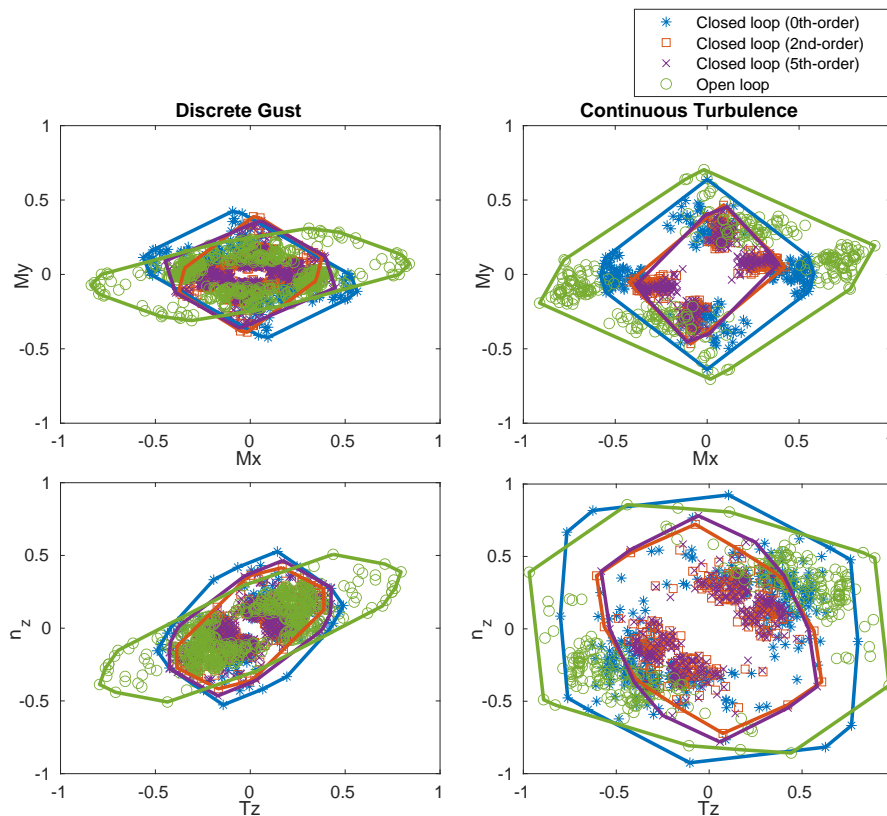 Closed loop (0th-order)
Closed loop (2nd-order)
Closed loop (5th-order)
Open loop
Discrete Gust
Continuous Turbulence
1
0.5
0
-0.5
-1
My
-1 -0.5 0 0.5 1
Mx
1
0.5
0
-0.5
-1
My
-1 -0.5 0 0.5
Mx
1
0.5
0
-0.5
-1
n z
-1 -0.5 0 0.5 1
Tz
1
0.5
0
-0.5
-1
n z
-1 -0.5 0 0.5
Tz